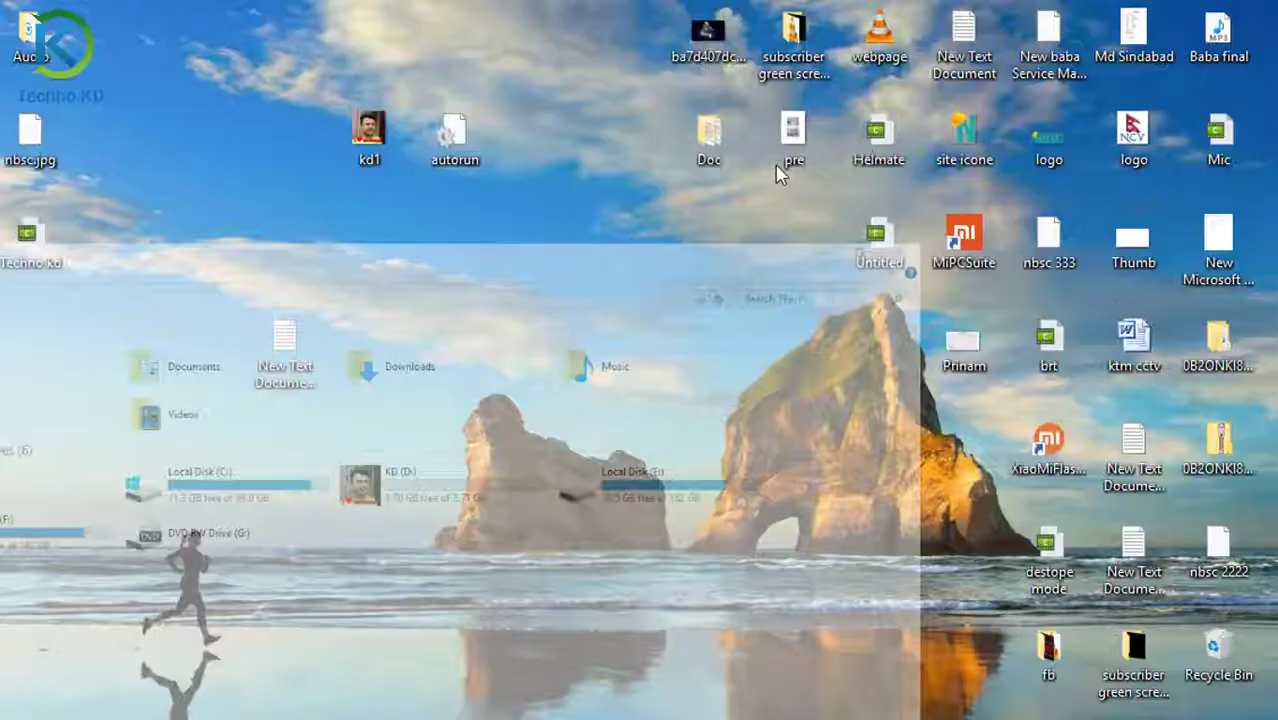 Audio
ba7d407dc...
subscriber
green scre...
webpage
New Text
Document
New baba
Service Ma...
Md Sindabad
MP3
Baba final
Techno KD
nbsc.jpg
kd1
autorun
Doc
pre
Helmate
site icone
logo
NCV
logo
Mic
Techno kd
Untitled
MiPCSuite
nbsc 333
Thumb
New
Microsoft ...
Documents
New Text
Docume...
Downloads
Music
Prinam
brt
ktm cctv
0B2ONKI8...
Videos
Local Disk (C:)
KD (D:)
Local Disk (E:)
XiaoMiFlas...
New Text
Docume...
0B2ONKI8...
DVD RW Drive (G:)
destope
mode
New Text
Docume...
nbsc 2222
fb
subscriber
green scre...
Recycle Bin